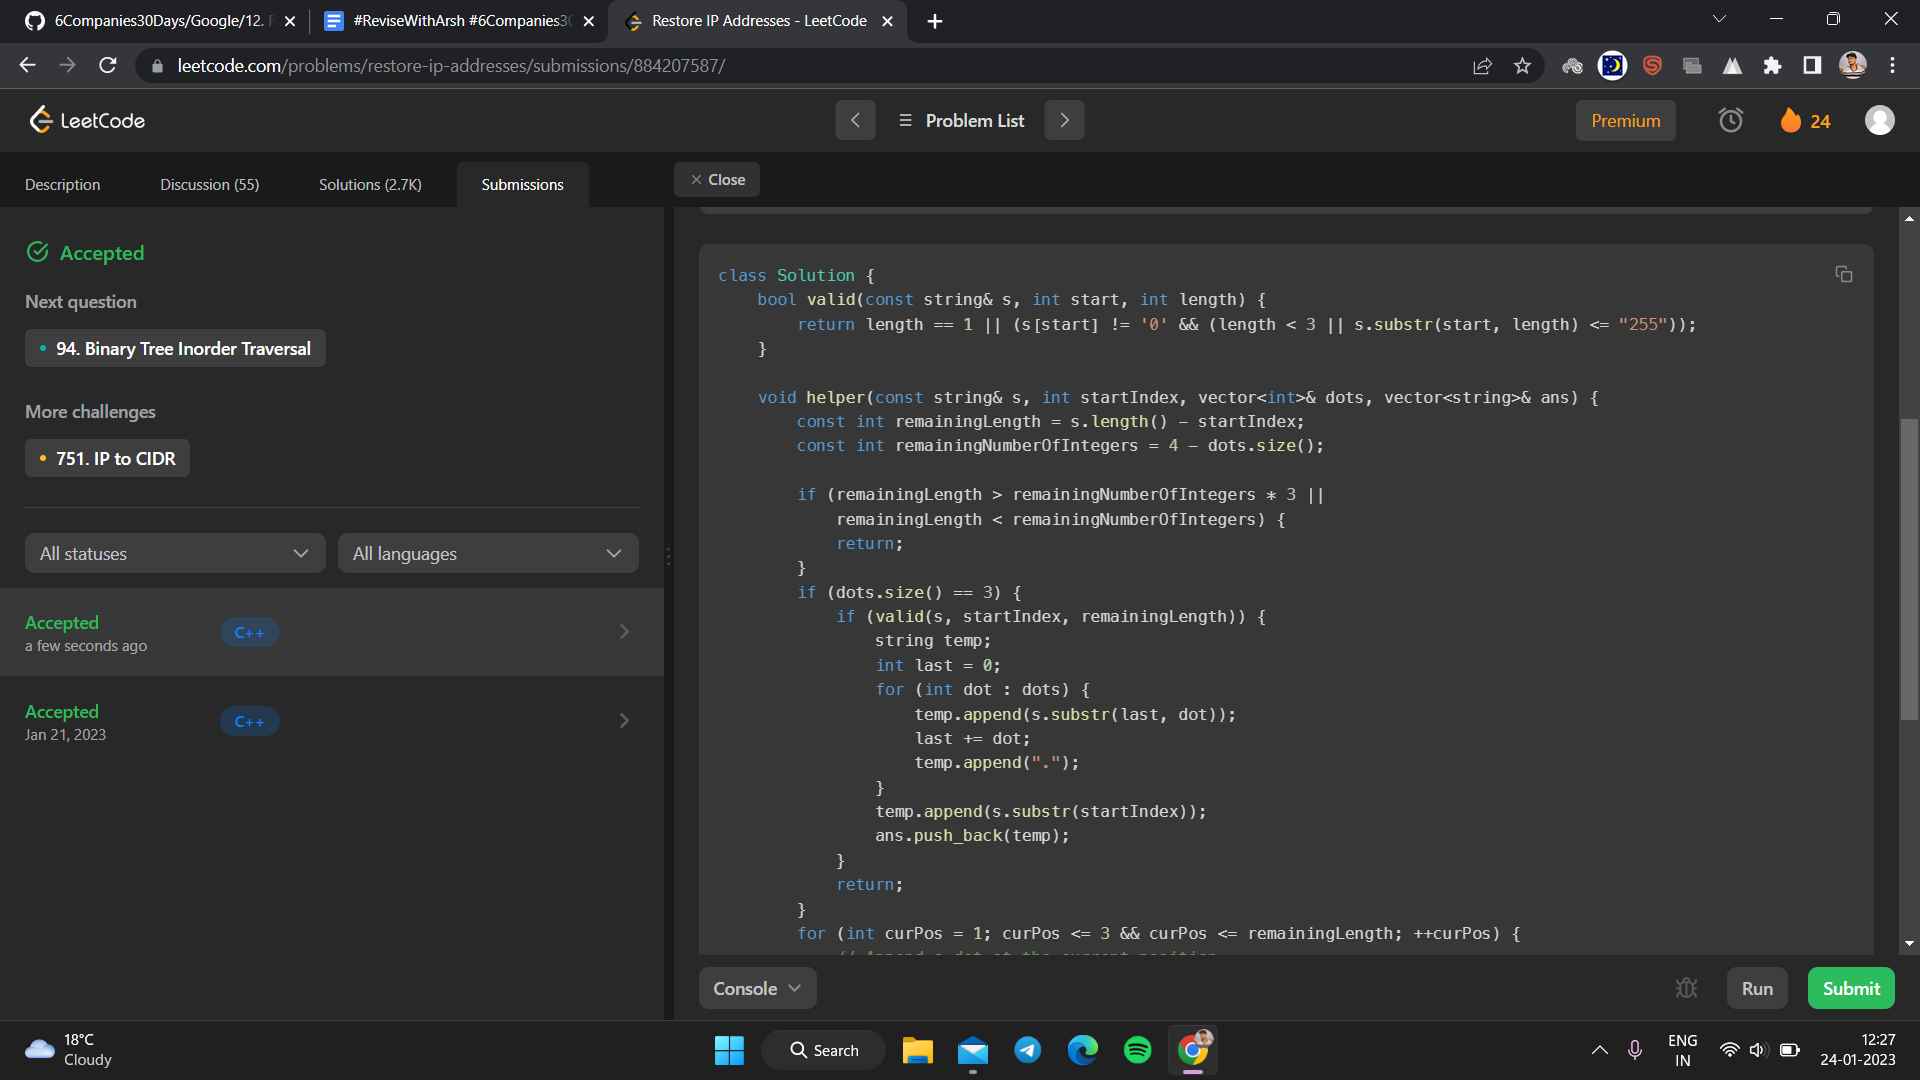 6Companies30Days/Google/12.
#ReviseWithArsh #6Companies3
Restore IP Addresses - LeetCode
leetcode.com/problems/restore-ip-addresses/submissions/884207587/
LeetCode
Problem List
Premium
24
Description
Discussion (55)
Solutions (2.7K)
Submissions
Close
Accepted
Next question
94. Binary Tree Inorder Traversal
More challenges
751. IP to CIDR
All statuses
All languages
Accepted
a few seconds ago
C++
Accepted
Jan 21, 2023
C++
class Solution {
bool valid(const string& s, int start, int length) {
return length == 1 || (s[start] != '0' && (length < 3 || s.substr(start, length) <= "255"));
}
void helper(const string& s, int startIndex, vector<int>& dots, vector<string>& ans) {
const int remainingLength = s.length() - startIndex;
const int remainingNumberOfIntegers = 4 - dots.size();
if (remainingLength > remainingNumberOfIntegers * 3 ||
remainingLength < remainingNumberOfIntegers) {
return;
}
if (dots.size() == 3) {
if (valid(s, startIndex, remainingLength)) {
string temp;
int last = 0;
for (int dot : dots) {
temp.append(s.substr(last, dot));
last += dot;
temp.append(".");
}
temp.append(s.substr(startIndex));
ans.push_back(temp);
}
return;
}
for (int curPos = 1; curPos <= 3 && curPos <= remainingLength; ++curPos) {
Console
Run
Submit
18°C
Cloudy
Search
ENG
IN
12:27
24-01-2023